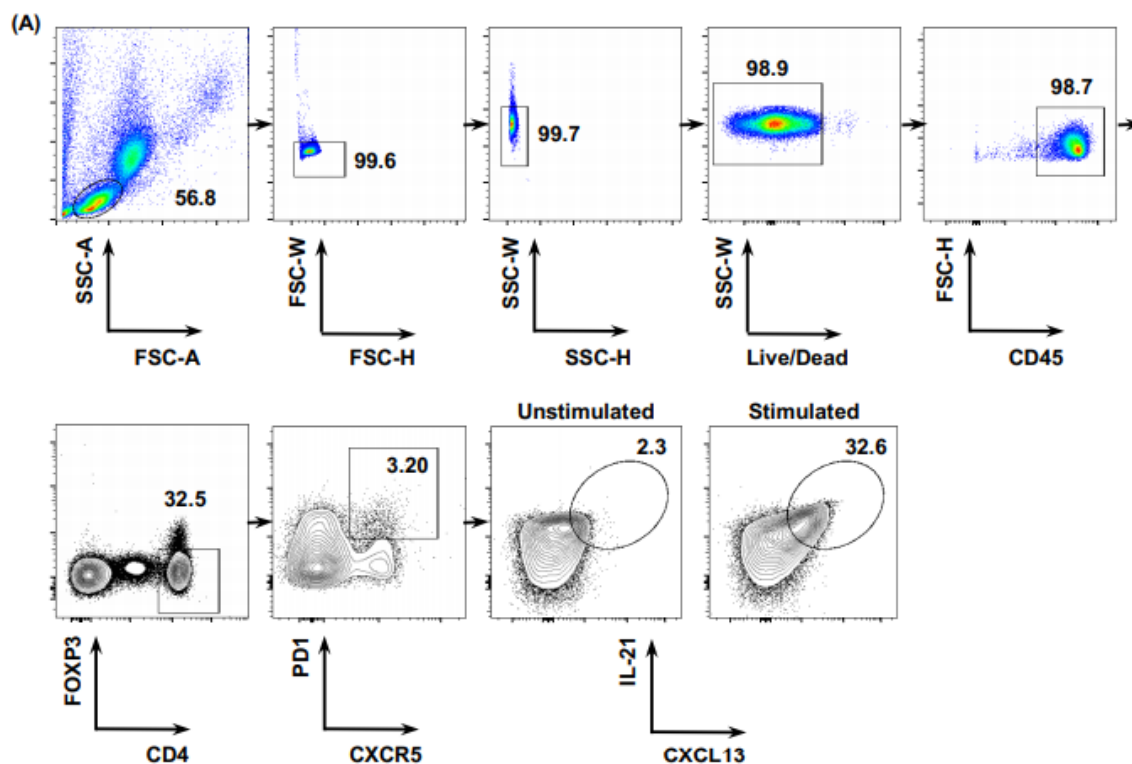 (A)
56.8
99.6
99.7
98.9
98.7
SSC-A
FSC-A
FSC-W
FSC-H
SSC-W
SSC-H
SSC-W
Live/Dead
FSC-H
CD45
Unstimulated
Stimulated
32.5
3.20
2.3
32.6
FOXP3
CD4
PD1
CXCR5
IL-21
CXCL13